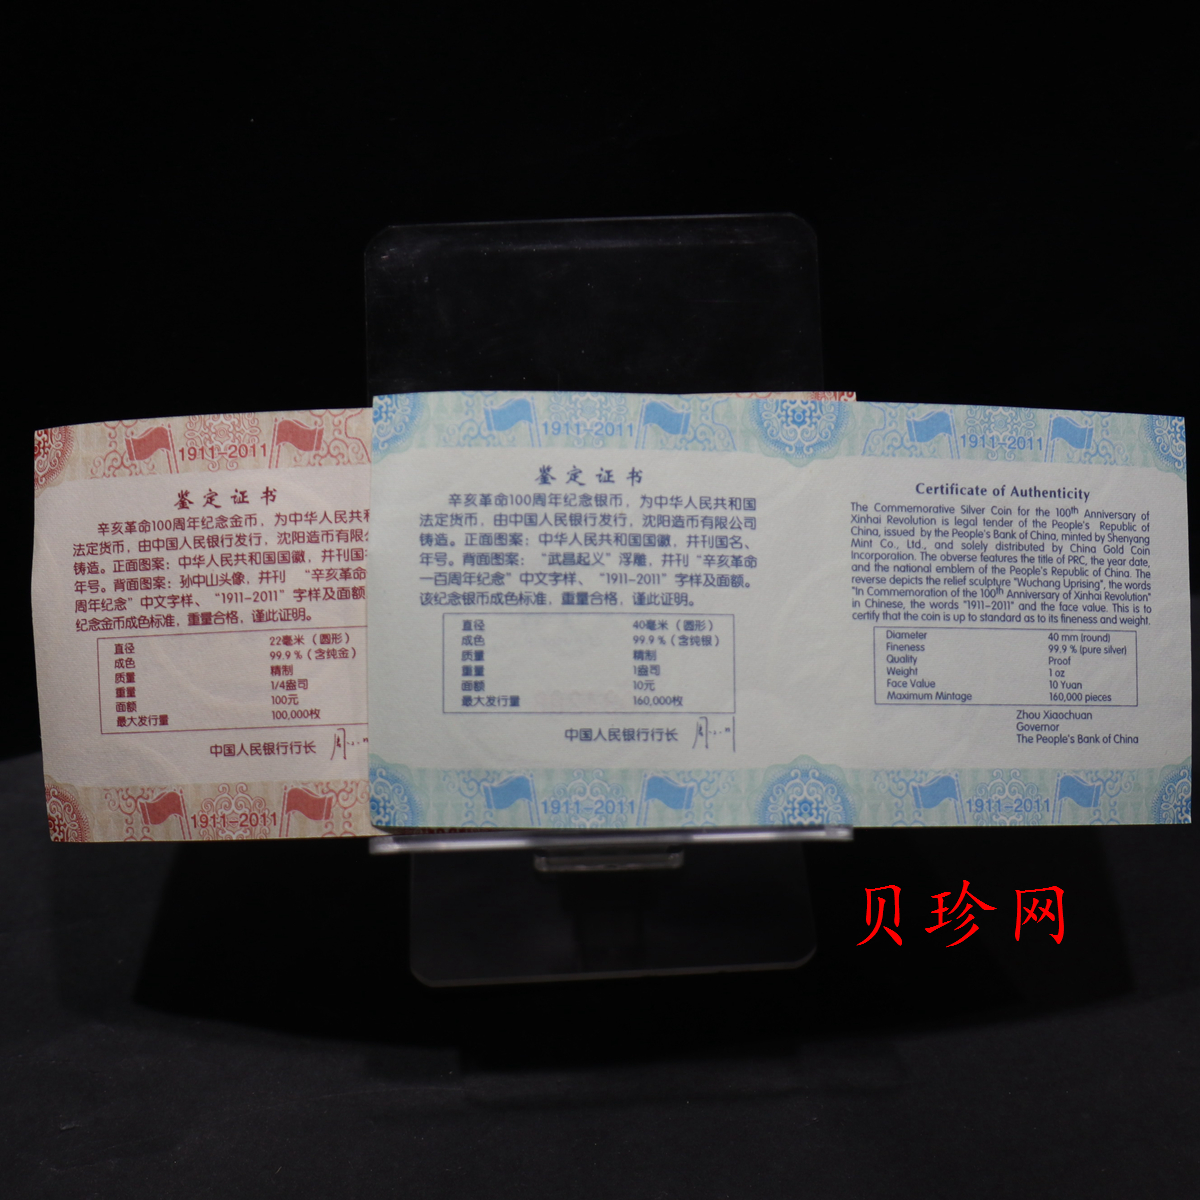 1911-2011
鉴定证书
辛亥革命100周年纪念金币，为中华人民共和
法定货币，由中国人民银行发行，沈阳造币有限
铸造。正面图案：中华人民共和国国徽，并刊国
年号。背面图案：孙中山头像，并刊 “辛亥革命
周年纪念”中文字样、“1911-2011”字样及面额
纪念金币成色标准，重量合格，谨此证明。
直径 22毫米（圆形）
成色 99.9％（含纯金）
质量 精制
重量 1/4盎司
面额 100元
最大发行量 100,000枚
中国人民银行行长
1911-2011
1911-2011
鉴定证书
辛亥革命100周年纪念银币，为中华人民共和国
法定货币，由中国人民银行发行，沈阳造币有限公司
铸造。正面图案：中华人民共和国国徽，并刊国名、
年号。背面图案：“武昌起义”浮雕，并刊“辛亥革命
一百周年纪念”中文字样、“1911-2011”字样及面额。
该纪念银币成色标准，重量合格，谨此证明。
直径 40毫米（圆形）
成色 99.9％（含纯银）
质量 精制
重量 1盎司
面额 10元
最大发行量 160,000枚
中国人民银行行长
1911-2011
1911-2011
Certificate of Authenticity
The Commemorative Silver Coin for the 100th Anniversary of
Xinhai Revolution is legal tender of the People's Republic of
China, issued by the People's Bank of China, minted by Shenyang
Mint Co., Ltd., and solely distributed by China Gold Coin
Incorporation. The obverse features the title of PRC, the year date,
and the national emblem of the People's Republic of China. The
reverse depicts the relief sculpture "Wuchang Uprising", the words
"In Commemoration of the 100th Anniversary of Xinhai Revolution"
in Chinese, the words "1911-2011" and the face value. This is to
certify that the coin is up to standard as to its fineness and weight.
Diameter 40 mm (round)
Fineness 99.9 % (pure silver)
Quality Proof
Weight 1 oz
Face Value 10 Yuan
Maximum Mintage 160,000 pieces
Zhou Xiaochuan
Governor
The People's Bank of China
1911-2011
贝珍网